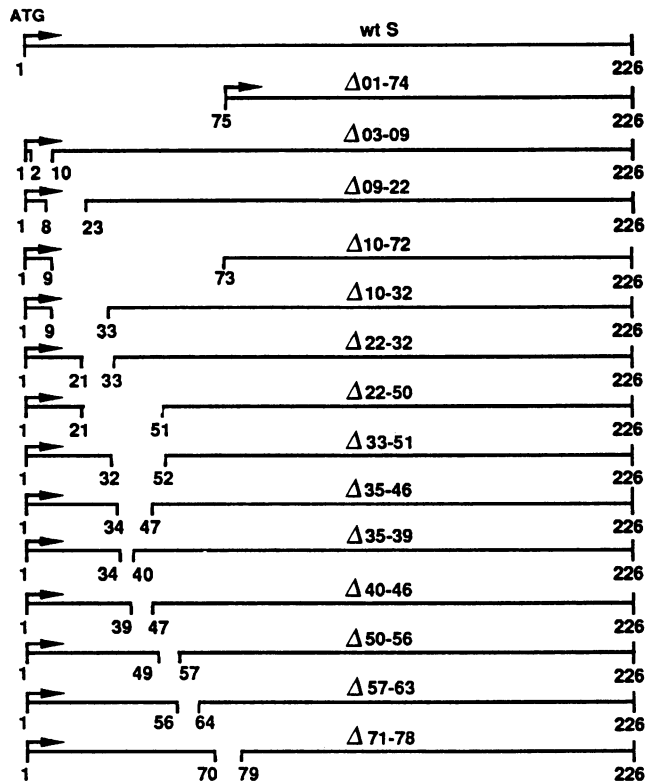 ATG
wt S
1 226
Δ01-74
75 226
Δ03-09
1 2 10 226
Δ09-22
1 8 23 226
Δ10-72
1 9 73 226
Δ10-32
1 9 33 226
Δ22-32
1 21 33 226
Δ22-50
1 21 51 226
Δ33-51
1 32 52 226
Δ35-46
1 34 47 226
Δ35-39
1 34 40 226
Δ40-46
1 39 47 226
Δ50-56
1 49 57 226
Δ57-63
1 56 64 226
Δ71-78
1 70 79 226